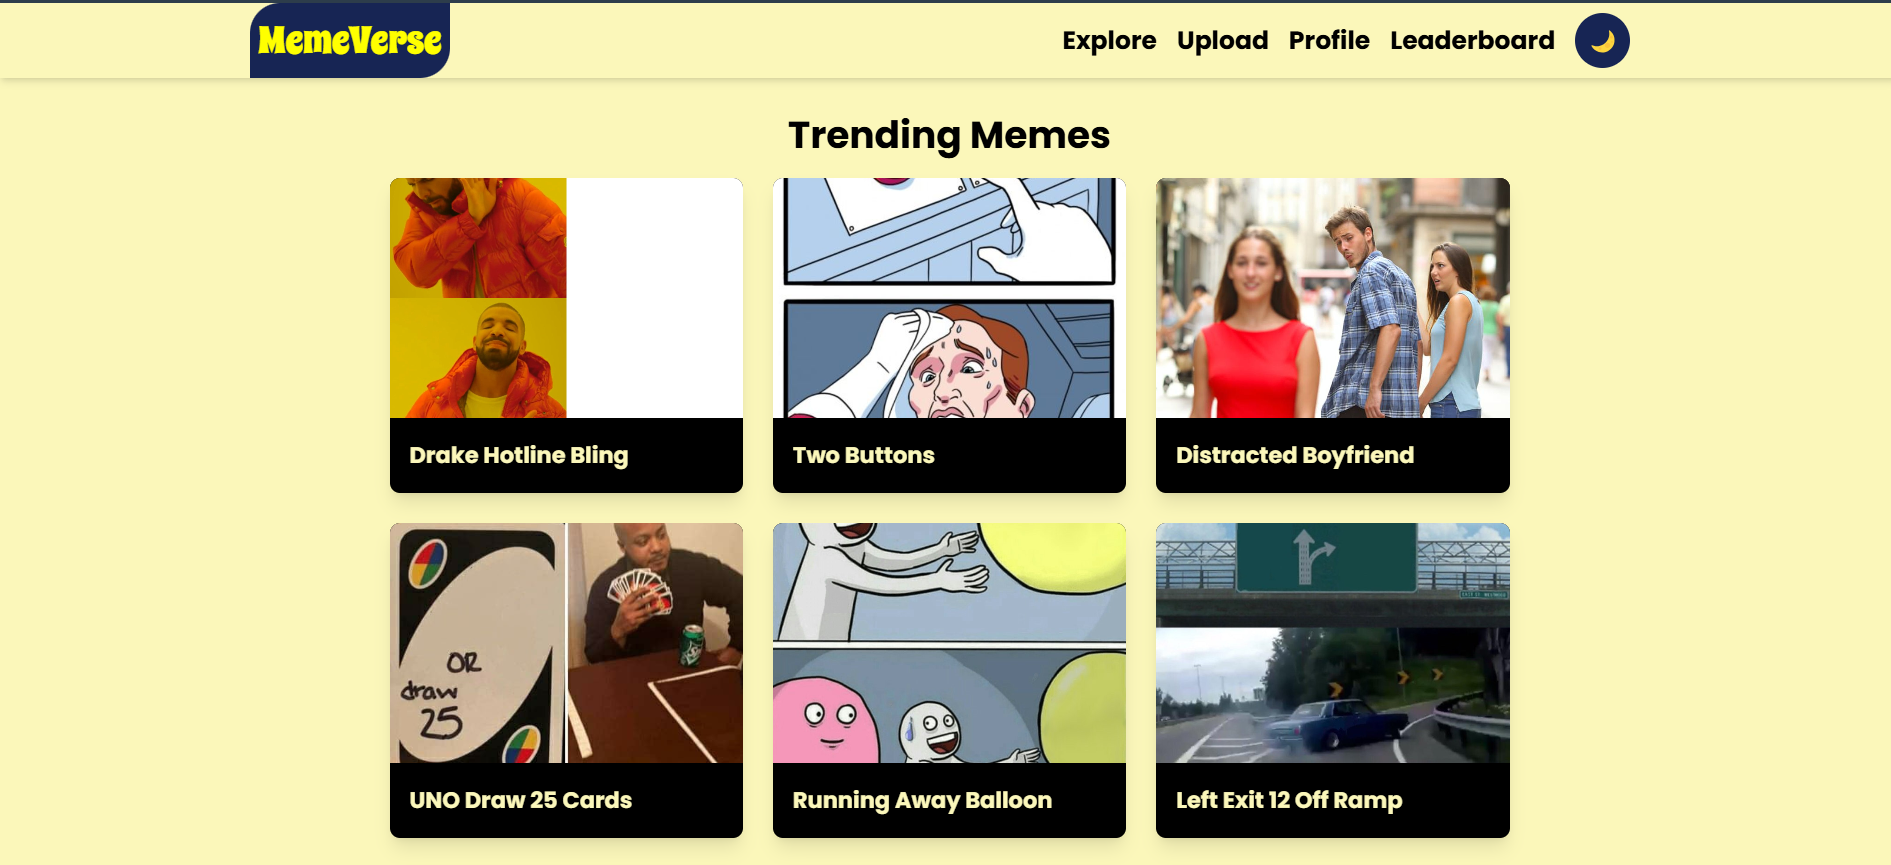 MemeVerse
Explore Upload Profile Leaderboard
Trending Memes
Drake Hotline Bling
Two Buttons
Distracted Boyfriend
OR
draw
25
UNO Draw 25 Cards
Running Away Balloon
Left Exit 12 Off Ramp